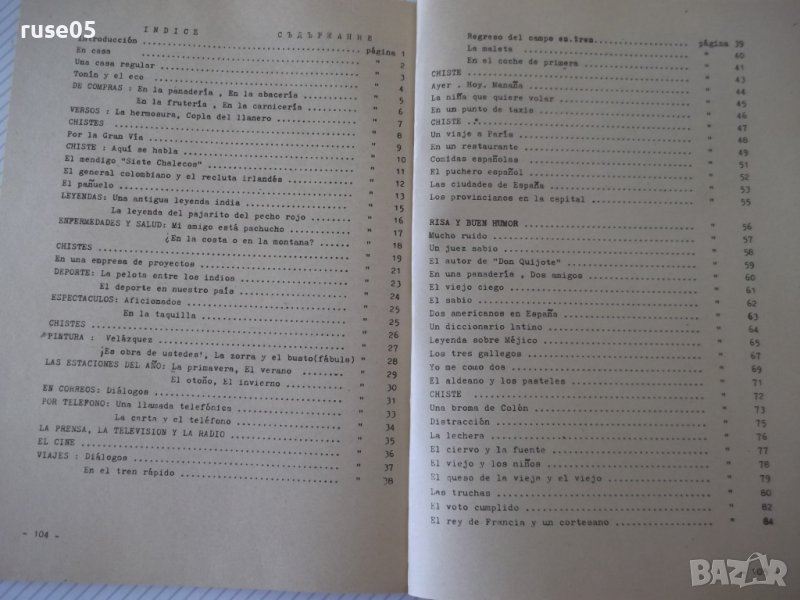 ruse05
INDICE СЪДЪРЖАНИЕ
Introducción página 1
En casa " 2
Una casa regular " 3
Tonín y el eco " 4
DE COMPRAS: En la panadería , En la abacería " 5
En la frutería , En la carnicería " 6
VERSOS : La hermosura, Copla del llanero " 7
CHISTES " 8
Por la Gran Vía " 9
CHISTE : Aquí se habla " 10
El mendigo "Siete Chalecos" " 11
El general colombiano y el recluta irlandés " 12
El pañuelo " 13
LEYENDAS: Una antigua leyenda india " 15
La leyenda del pajarito del pecho rojo " 16
ENFERMEDADES Y SALUD: Mi amigo está pachucho " 17
¿En la costa o en la montana? " 18
CHISTES " 19
En una empresa de proyectos " 21
DEPORTE: La pelota entre los indios " 23
El deporte en nuestro país " 24
ESPECTACULOS: Aficionados " 25
En la taquilla " 25
CHISTES " 26
PINTURA : Velázquez " 27
¡Es obra de ustedes!, La zorra y el busto(fábula) " 28
LAS ESTACIONES DEL AÑO: La primavera, El verano " 29
El otoño, El invierno " 30
EN CORREOS: Diálogos " 31
POR TELEFONO: Una llamada telefónica " 33
La carta y el teléfono " 34
LA PRENSA, LA TELEVISION Y LA RADIO " 35
EL CINE " 36
VIAJES : Diálogos " 37
En el tren rápido " 38
- 104 -
Regreso del campo en tren página 39
La maleta " 40
En el coche de primera " 41
CHISTE " 43
Ayer . Hoy. Manaña " 44
La niña que quiere volar " 45
En un punto de taxis " 46
CHISTE " 47
Un viaje a París " 48
En un restaurante " 49
Comidas españolas " 51
El puchero español " 52
Las ciudades de España " 53
Los provincianos en la capital " 55
RISA Y BUEN HUMOR " 56
Mucho ruido " 57
Un juez sabio " 58
El autor de "Don Quijote" " 59
En una panadería , Dos amigos " 60
El viejo ciego " 61
El sabio " 62
Dos americanos en España " 63
Un diccionario latino " 64
Leyenda sobre Méjico " 65
Los tres gallegos " 68
Yo me como dos " 69
El aldeano y los pasteles " 71
CHISTE " 72
Una broma de Colón " 73
Distracción " 75
La lechera " 76
El ciervo y la fuente " 77
El viejo y los niños " 78
El queso de la vieja y el viejo " 79
Las truchas " 80
El voto cumplido " 82
El rey de Francia y un cortesano " 84
BAZAR